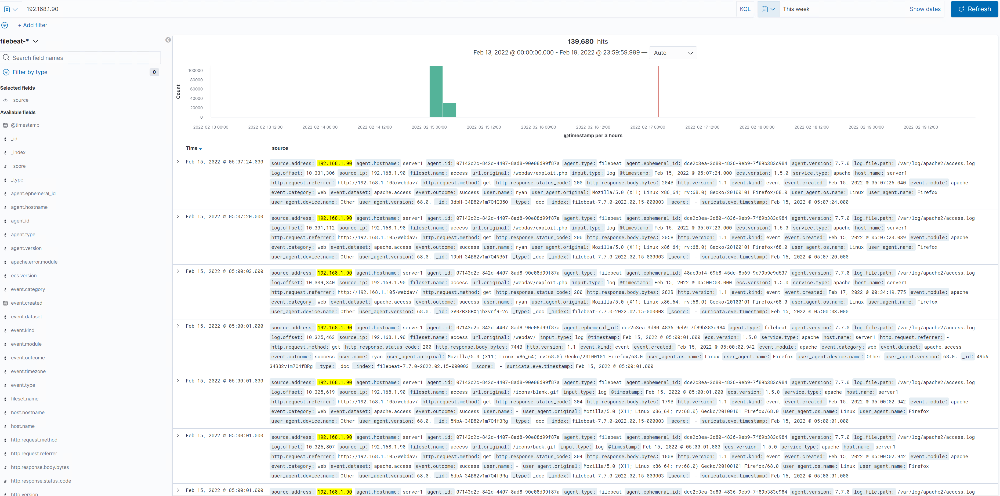 192.168.1.90
KQL
This week
Show dates
Refresh
+ Add filter
filebeat-*
Search field names
Filter by type
0
Selected fields
_source
Available fields
@timestamp
_id
_index
_score
_type
agent.ephemeral_id
agent.hostname
agent.id
agent.type
agent.version
apache.error.module
ecs.version
event.category
event.created
event.dataset
event.kind
event.module
event.outcome
event.timezone
event.type
fileset.name
host.hostname
host.name
http.request.method
http.request.referrer
http.response.body.bytes
http.response.status_code
http.version
139,680 hits
Feb 13, 2022 @ 00:00:00.000 - Feb 19, 2022 @ 23:59:59.999 —
Auto
Count
100000
80000
60000
40000
20000
0
2022-02-13 00:00 2022-02-13 12:00 2022-02-14 00:00 2022-02-14 12:00 2022-02-15 00:00 2022-02-15 12:00 2022-02-16 00:00 2022-02-16 12:00 2022-02-17 00:00 2022-02-17 12:00 2022-02-18 00:00 2022-02-18 12:00 2022-02-19 00:00 2022-02-19 12:00
@timestamp per 3 hours
Time _source
Feb 15, 2022 @ 05:07:24.000 source.address: 192.168.1.90 agent.hostname: server1 agent.id: 07143c2c-842d-4407-8ad8-90e08d99f87a agent.type: filebeat agent.ephemeral_id: dce2c3ea-3d80-4836-9eb9-7f89b383c984 agent.version: 7.7.0 log.file.path: /var/log/apache2/access.log
log.offset: 10,331,306 source.ip: 192.168.1.90 fileset.name: access url.original: /webdav/exploit.php input.type: log @timestamp: Feb 15, 2022 @ 05:07:24.000 ecs.version: 1.5.0 service.type: apache host.name: server1
http.request.referrer: http://192.168.1.105/webdav/ http.request.method: get http.response.status_code: 200 http.response.body.bytes: 204B http.version: 1.1 event.kind: event event.created: Feb 15, 2022 @ 05:07:26.040 event.module: apache
event.category: web event.dataset: apache.access event.outcome: success user.name: ryan user_agent.original: Mozilla/5.0 (X11; Linux x86_64; rv:68.0) Gecko/20100101 Firefox/68.0 user_agent.os.name: Linux user_agent.name: Firefox
user_agent.device.name: Other user_agent.version: 68.0. _id: 3dbH-34B82v1m7Q4QB5O _type: _doc _index: filebeat-7.7.0-2022.02.15-000003 _score: - suricata.eve.timestamp: Feb 15, 2022 @ 05:07:24.000
Feb 15, 2022 @ 05:07:20.000 source.address: 192.168.1.90 agent.hostname: server1 agent.id: 07143c2c-842d-4407-8ad8-90e08d99f87a agent.type: filebeat agent.ephemeral_id: dce2c3ea-3d80-4836-9eb9-7f89b383c984 agent.version: 7.7.0 log.file.path: /var/log/apache2/access.log
log.offset: 10,331,112 source.ip: 192.168.1.90 fileset.name: access url.original: /webdav/exploit.php input.type: log @timestamp: Feb 15, 2022 @ 05:07:20.000 ecs.version: 1.5.0 service.type: apache host.name: server1
http.request.referrer: http://192.168.1.105/webdav/ http.request.method: get http.response.status_code: 200 http.response.body.bytes: 205B http.version: 1.1 event.kind: event event.created: Feb 15, 2022 @ 05:07:23.039 event.module: apache
event.category: web event.dataset: apache.access event.outcome: success user.name: ryan user_agent.original: Mozilla/5.0 (X11; Linux x86_64; rv:68.0) Gecko/20100101 Firefox/68.0 user_agent.os.name: Linux user_agent.name: Firefox
user_agent.device.name: Other user_agent.version: 68.0. _id: 19bH-34B82v1m7Q4NB6T _type: _doc _index: filebeat-7.7.0-2022.02.15-000003 _score: - suricata.eve.timestamp: Feb 15, 2022 @ 05:07:20.000
Feb 15, 2022 @ 05:00:03.000 source.address: 192.168.1.90 agent.hostname: server1 agent.id: 07143c2c-842d-4407-8ad8-90e08d99f87a agent.type: filebeat agent.ephemeral_id: 48ae3bf4-69b8-45dc-8b69-9d79b9e9d537 agent.version: 7.7.0 log.file.path: /var/log/apache2/access.log
log.offset: 10,339,340 source.ip: 192.168.1.90 fileset.name: access url.original: /webdav/exploit.php input.type: log @timestamp: Feb 15, 2022 @ 05:00:03.000 ecs.version: 1.5.0 service.type: apache host.name: server1
http.request.referrer: http://192.168.1.105/webdav/ http.request.method: get http.response.status_code: 200 http.response.body.bytes: 282B http.version: 1.1 event.kind: event event.created: Feb 17, 2022 @ 00:34:19.775 event.module: apache
event.category: web event.dataset: apache.access event.outcome: success user.name: ryan user_agent.original: Mozilla/5.0 (X11; Linux x86_64; rv:68.0) Gecko/20100101 Firefox/68.0 user_agent.os.name: Linux user_agent.name: Firefox
user_agent.device.name: Other user_agent.version: 68.0. _id: GV0ZBX8BXjjhXvnf9-2c _type: _doc _index: filebeat-7.7.0-2022.02.15-000003 _score: - suricata.eve.timestamp: Feb 15, 2022 @ 05:00:03.000
Feb 15, 2022 @ 05:00:01.000 source.address: 192.168.1.90 agent.hostname: server1 agent.id: 07143c2c-842d-4407-8ad8-90e08d99f87a agent.ephemeral_id: dce2c3ea-3d80-4836-9eb9-7f89b383c984 agent.type: filebeat agent.version: 7.7.0 log.file.path: /var/log/apache2/access.log
log.offset: 10,325,463 source.ip: 192.168.1.90 fileset.name: access url.original: /webdav/ input.type: log @timestamp: Feb 15, 2022 @ 05:00:01.000 ecs.version: 1.5.0 service.type: apache host.name: server1 http.request.referrer: -
http.request.method: get http.response.status_code: 200 http.response.body.bytes: 744B http.version: 1.1 event.kind: event event.created: Feb 15, 2022 @ 05:00:02.942 event.module: apache event.category: web event.dataset: apache.access
event.outcome: success user.name: ryan user_agent.original: Mozilla/5.0 (X11; Linux x86_64; rv:68.0) Gecko/20100101 Firefox/68.0 user_agent.os.name: Linux user_agent.name: Firefox user_agent.device.name: Other user_agent.version: 68.0. _id: 49bA-
34B82v1m7Q4fBRg _type: _doc _index: filebeat-7.7.0-2022.02.15-000003 _score: - suricata.eve.timestamp: Feb 15, 2022 @ 05:00:01.000
Feb 15, 2022 @ 05:00:01.000 source.address: 192.168.1.90 agent.hostname: server1 agent.id: 07143c2c-842d-4407-8ad8-90e08d99f87a agent.type: filebeat agent.ephemeral_id: dce2c3ea-3d80-4836-9eb9-7f89b383c984 agent.version: 7.7.0 log.file.path: /var/log/apache2/access.log
log.offset: 10,325,619 source.ip: 192.168.1.90 fileset.name: access url.original: /icons/blank.gif input.type: log @timestamp: Feb 15, 2022 @ 05:00:01.000 ecs.version: 1.5.0 service.type: apache host.name: server1
http.request.referrer: http://192.168.1.105/webdav/ http.request.method: get http.response.status_code: 304 http.response.body.bytes: 179B http.version: 1.1 event.kind: event event.created: Feb 15, 2022 @ 05:00:02.942 event.module: apache
event.category: web event.dataset: apache.access event.outcome: success user.name: - user_agent.original: Mozilla/5.0 (X11; Linux x86_64; rv:68.0) Gecko/20100101 Firefox/68.0 user_agent.os.name: Linux user_agent.name: Firefox
user_agent.device.name: Other user_agent.version: 68.0. _id: 5NbA-34B82v1m7Q4fBRg _type: _doc _index: filebeat-7.7.0-2022.02.15-000003 _score: - suricata.eve.timestamp: Feb 15, 2022 @ 05:00:01.000
Feb 15, 2022 @ 05:00:01.000 source.address: 192.168.1.90 agent.hostname: server1 agent.id: 07143c2c-842d-4407-8ad8-90e08d99f87a agent.type: filebeat agent.ephemeral_id: dce2c3ea-3d80-4836-9eb9-7f89b383c984 agent.version: 7.7.0 log.file.path: /var/log/apache2/access.log
log.offset: 10,325,807 source.ip: 192.168.1.90 fileset.name: access url.original: /icons/back.gif input.type: log @timestamp: Feb 15, 2022 @ 05:00:01.000 ecs.version: 1.5.0 service.type: apache host.name: server1
http.request.referrer: http://192.168.1.105/webdav/ http.request.method: get http.response.status_code: 304 http.response.body.bytes: 180B http.version: 1.1 event.kind: event event.created: Feb 15, 2022 @ 05:00:02.942 event.module: apache
event.category: web event.dataset: apache.access event.outcome: success user.name: - user_agent.original: Mozilla/5.0 (X11; Linux x86_64; rv:68.0) Gecko/20100101 Firefox/68.0 user_agent.os.name: Linux user_agent.name: Firefox
user_agent.device.name: Other user_agent.version: 68.0. _id: 5dbA-34B82v1m7Q4fBRg _type: _doc _index: filebeat-7.7.0-2022.02.15-000003 _score: - suricata.eve.timestamp: Feb 15, 2022 @ 05:00:01.000
Feb 15, 2022 @ 05:00:01.000 source.address: 192.168.1.90 agent.hostname: server1 agent.id: 07143c2c-842d-4407-8ad8-90e08d99f87a agent.type: filebeat agent.ephemeral_id: dce2c3ea-3d80-4836-9eb9-7f89b383c984 agent.version: 7.7.0 log.file.path: /var/log/apache2/access.log